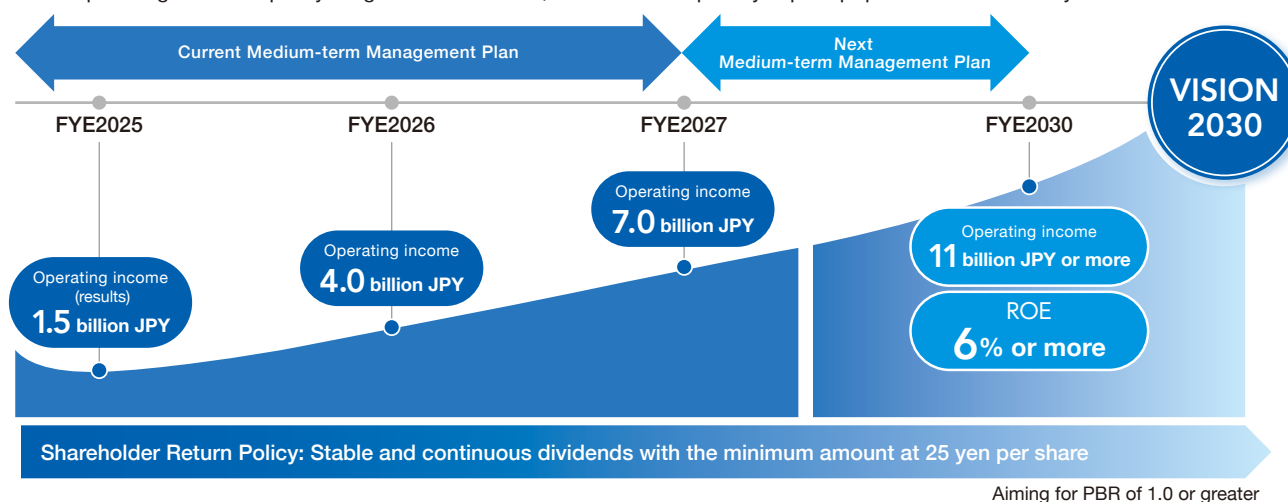 Current Medium-term Management Plan
Next
Medium-term Management Plan
VISION
2030
FYE2025
FYE2026
FYE2027
FYE2030
Operating income
(results)
1.5 billion JPY
Operating income
4.0 billion JPY
Operating income
7.0 billion JPY
Operating income
11 billion JPY or more
ROE
6% or more
Shareholder Return Policy: Stable and continuous dividends with the minimum amount at 25 yen per share
Aiming for PBR of 1.0 or greater